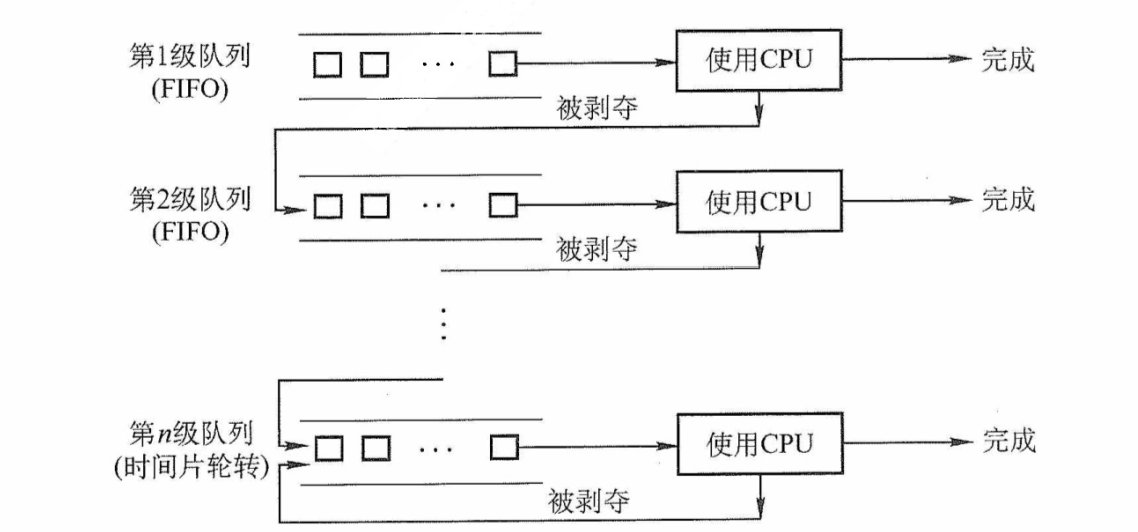 第1级队列
(FIFO)
··· 使用CPU 完成
被剥夺
第2级队列
(FIFO)
··· 使用CPU 完成
被剥夺
⋮
第n级队列
(时间片轮转)
··· 使用CPU 完成
被剥夺